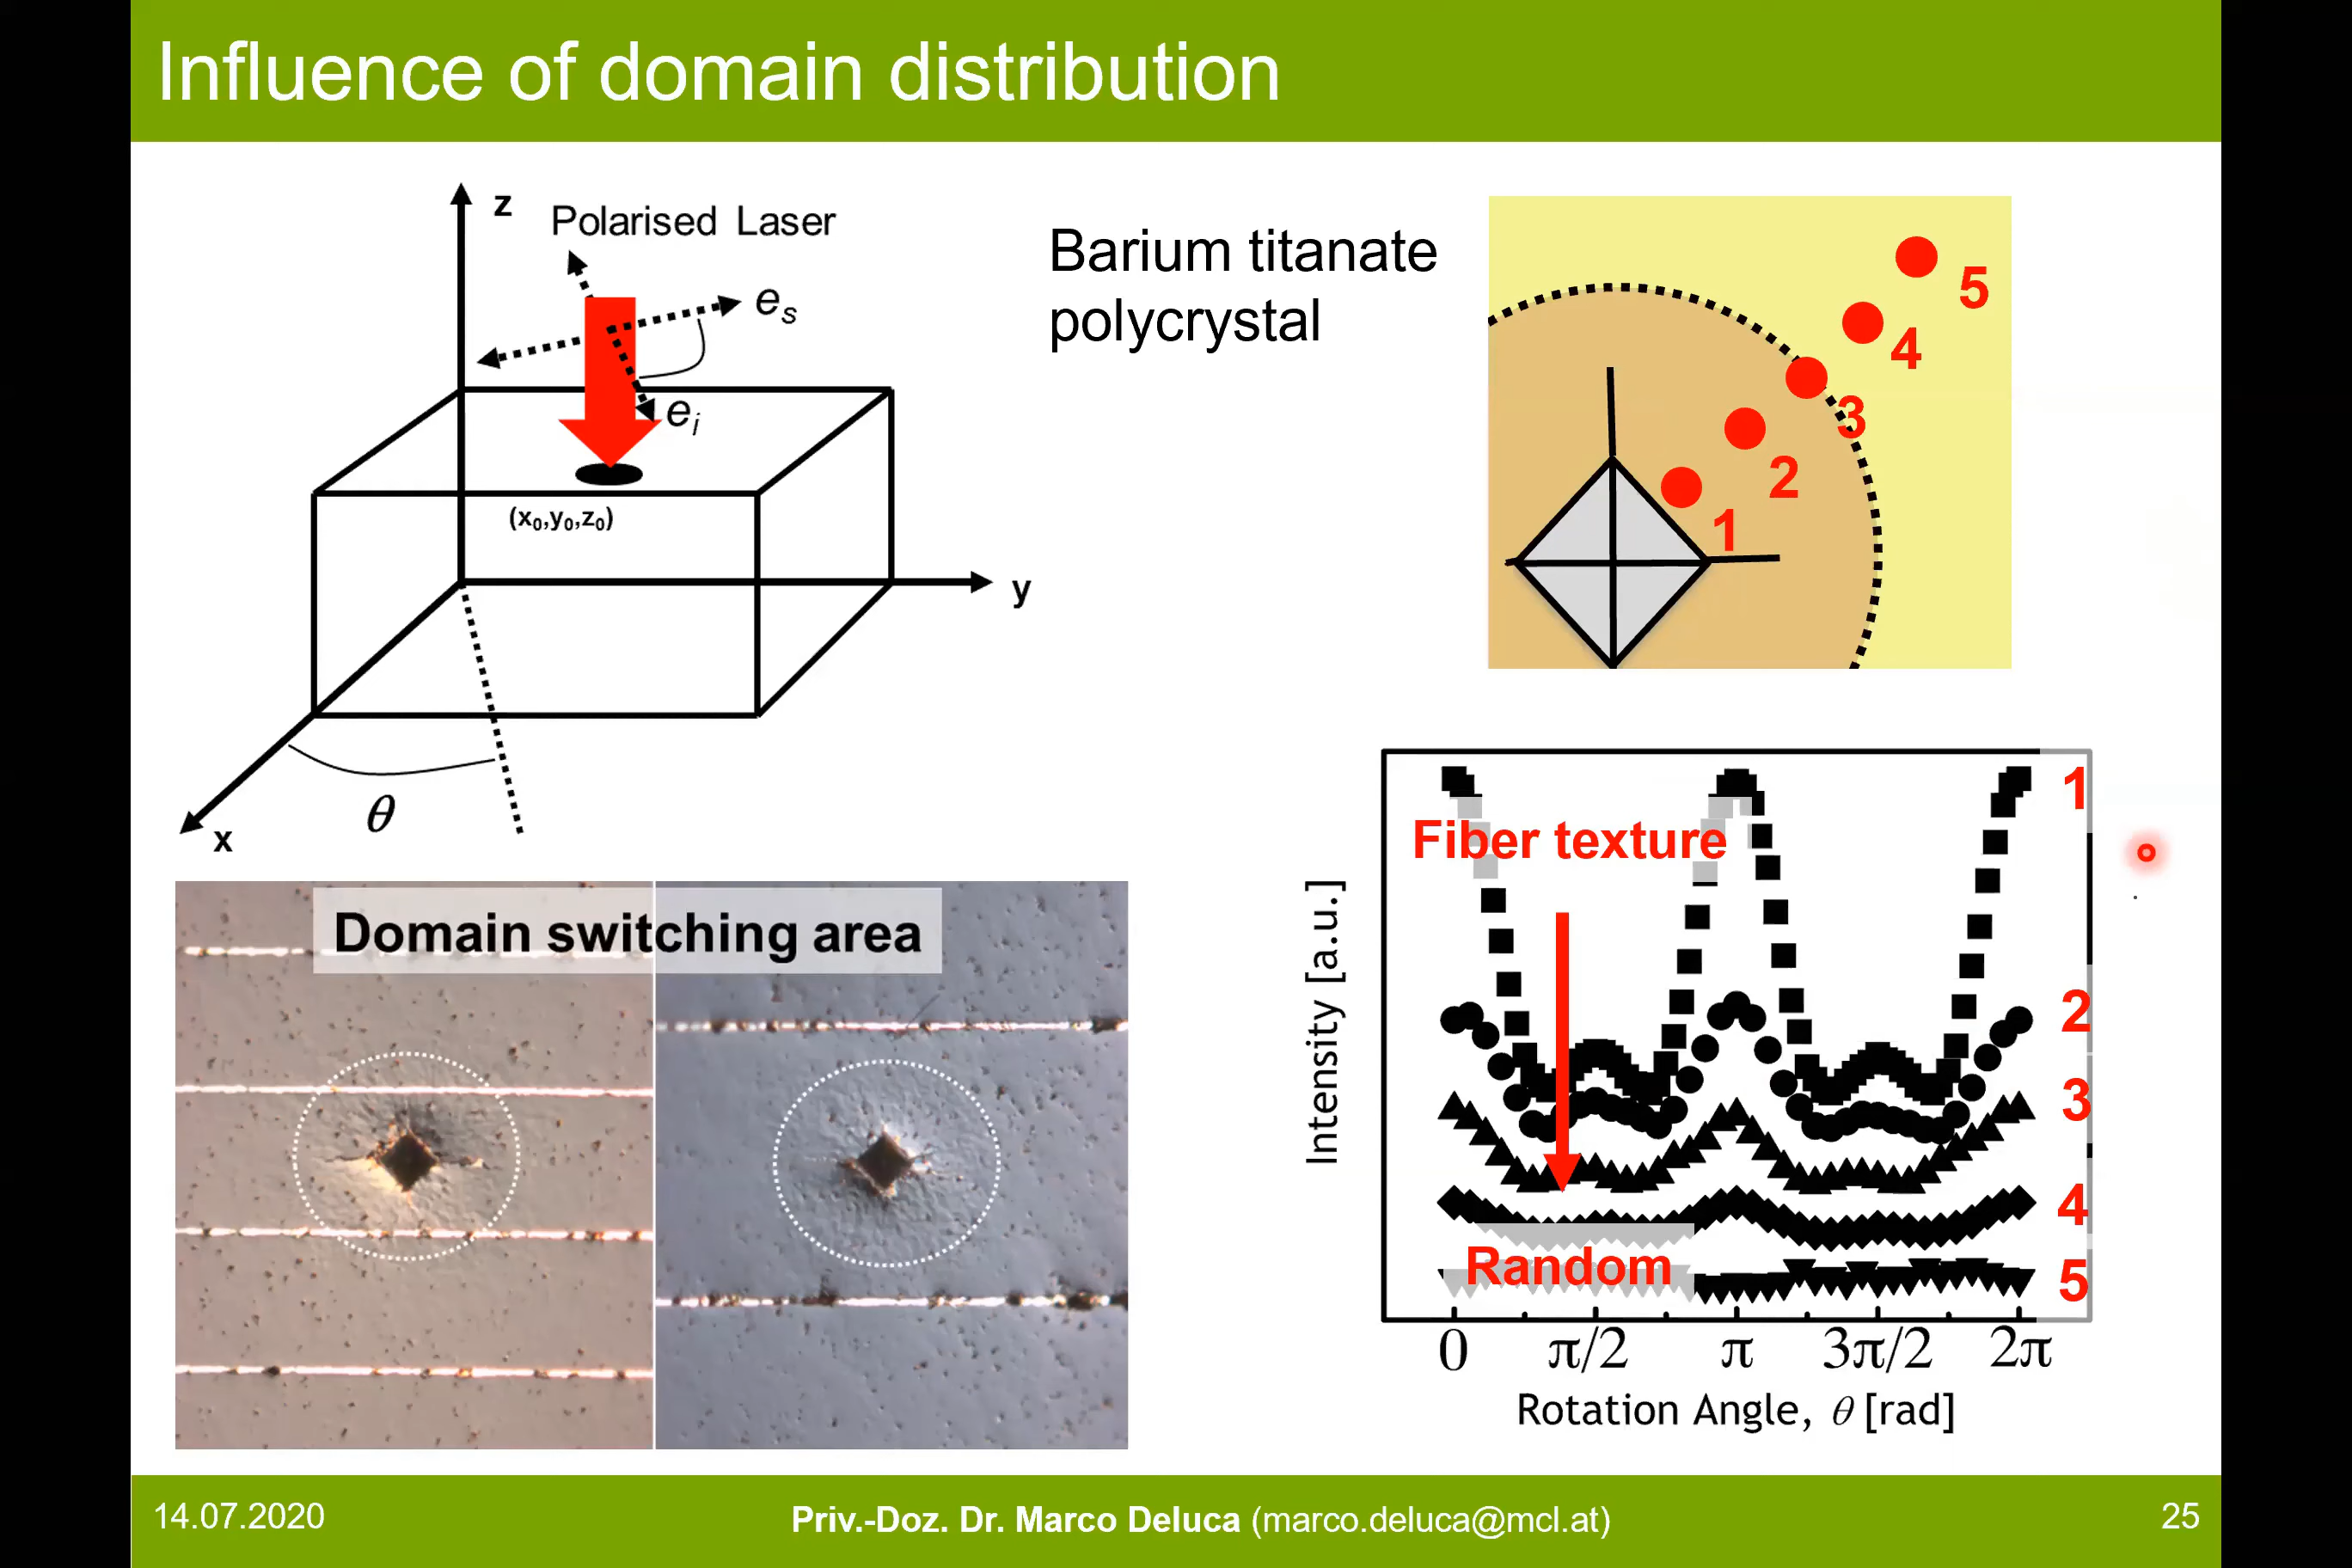 Influence of domain distribution
z
Polarised Laser
eₛ
eᵢ
(x₀,y₀,z₀)
y
θ
x
Barium titanate
polycrystal
5
4
3
2
1
Domain switching area
Fiber texture
Random
1
2
3
4
5
Intensity [a.u.]
0 π/2 π 3π/2 2π
Rotation Angle, θ [rad]
14.07.2020
Priv.-Doz. Dr. Marco Deluca (marco.deluca@mcl.at)
25